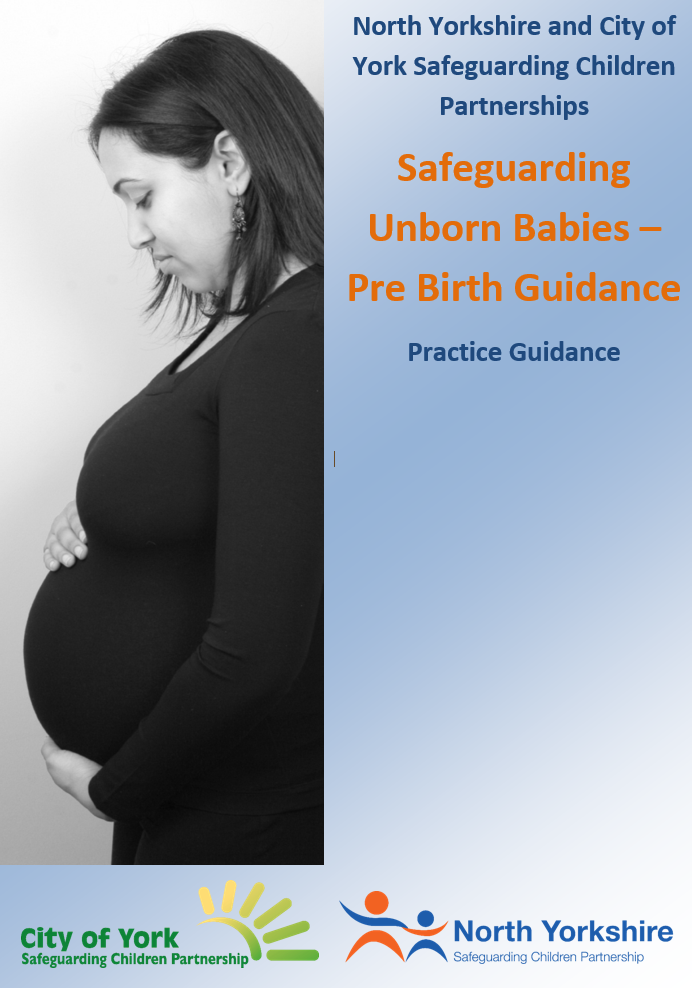 North Yorkshire and City of
York Safeguarding Children
Partnerships
Safeguarding
Unborn Babies –
Pre Birth Guidance
Practice Guidance
City of York
Safeguarding Children Partnership
North Yorkshire
Safeguarding Children Partnership